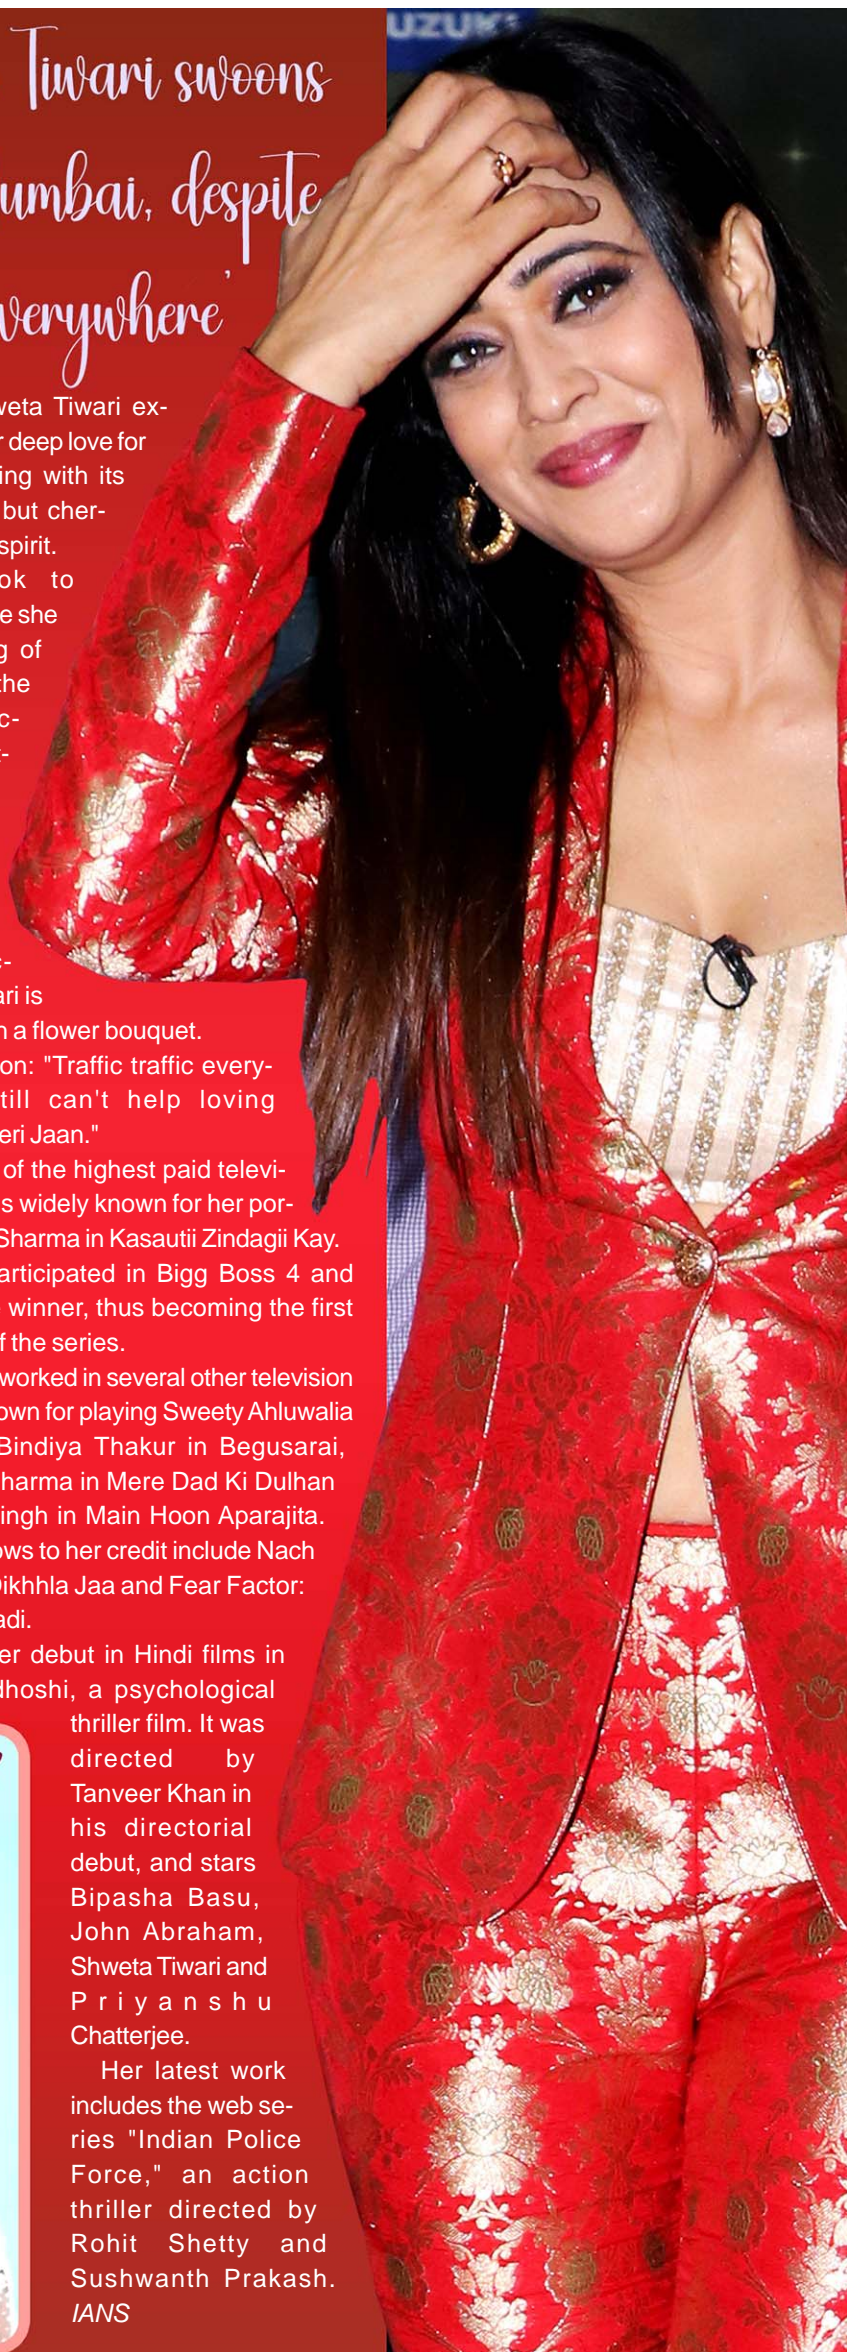 UZUKI
Tiwari swoons
umbai, despite
verywhere'
weta Tiwari ex-
r deep love for
ing with its
but cher-
spirit.
ok to
e she
g of
the
c-
-
c-
ari is
n a flower bouquet.
on: "Traffic traffic every-
till can't help loving
eri Jaan."
of the highest paid televi-
s widely known for her por-
Sharma in Kasautii Zindagii Kay.
articipated in Bigg Boss 4 and
e winner, thus becoming the first
f the series.
worked in several other television
own for playing Sweety Ahluwalia
Bindiya Thakur in Begusarai,
harma in Mere Dad Ki Dulhan
ingh in Main Hoon Aparajita.
ows to her credit include Nach
Dikhhla Jaa and Fear Factor:
adi.
er debut in Hindi films in
dhoshi, a psychological
thriller film. It was
directed by
Tanveer Khan in
his directorial
debut, and stars
Bipasha Basu,
John Abraham,
Shweta Tiwari and
Priyanshu
Chatterjee.
Her latest work
includes the web se-
ries "Indian Police
Force," an action
thriller directed by
Rohit Shetty and
Sushwanth Prakash.
IANS